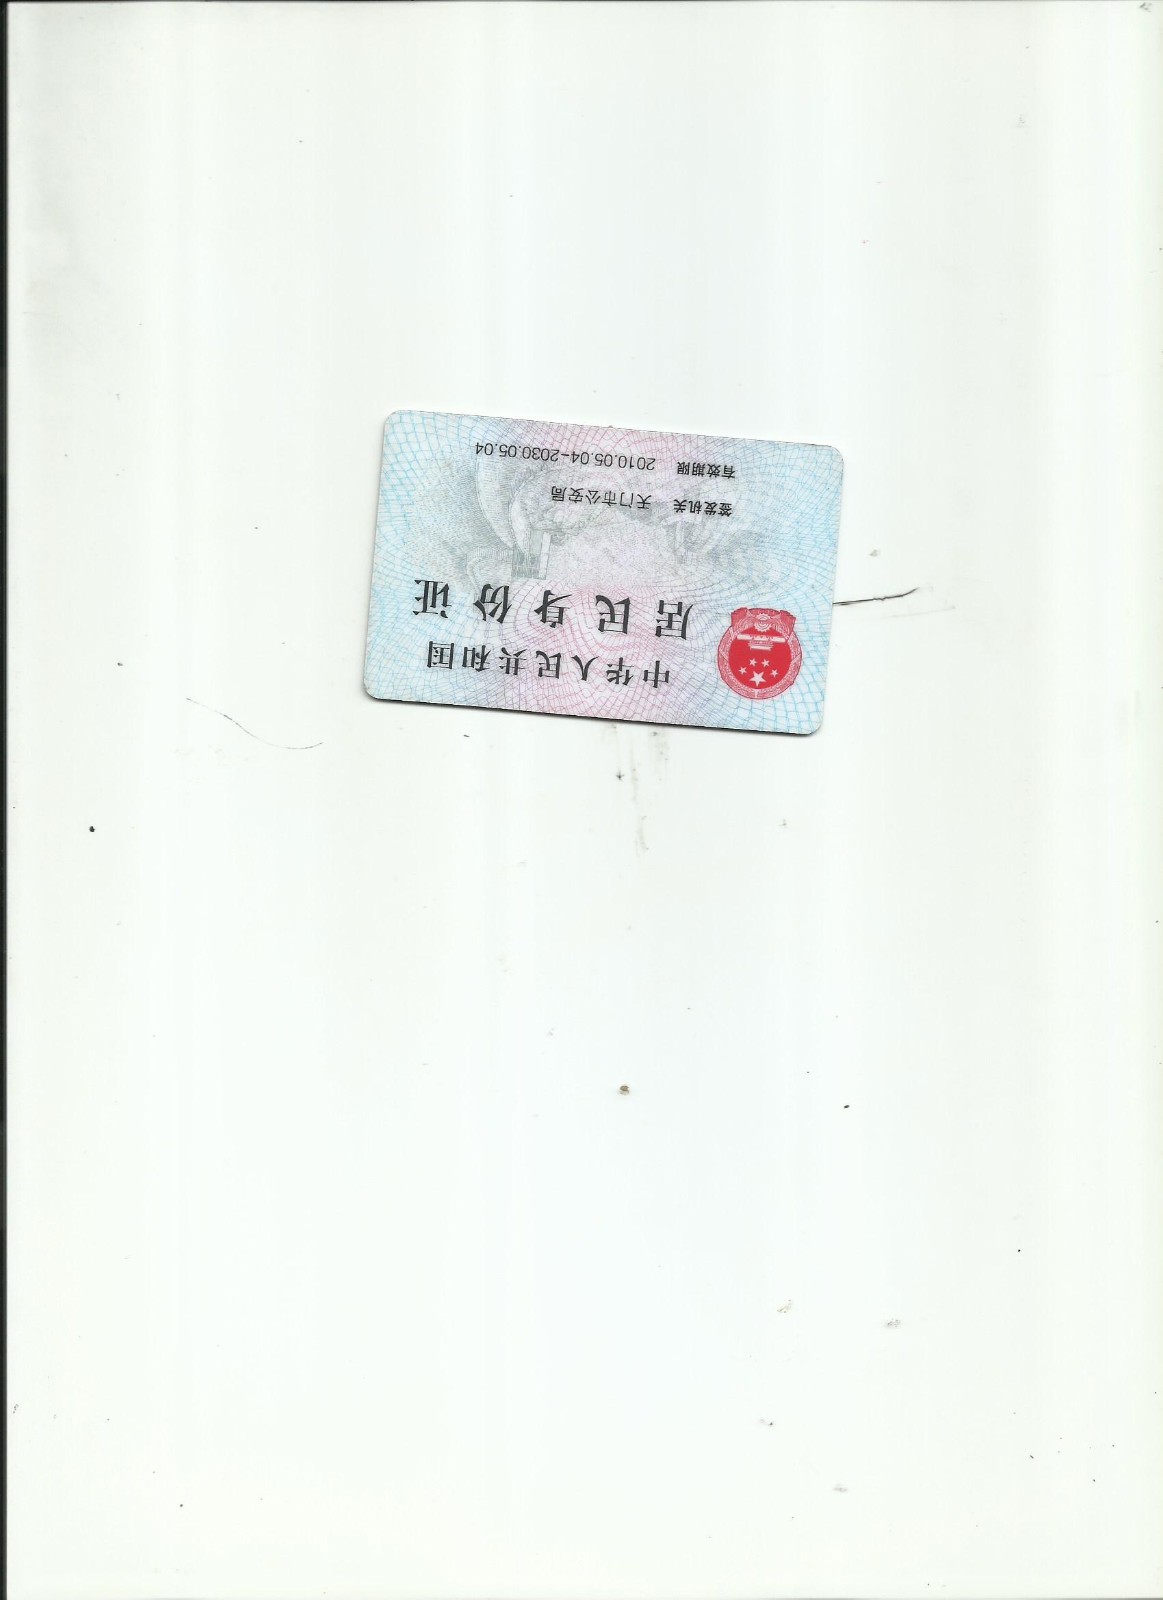 中华人民共和国
居民身份证
签发机关 天门市公安局
有效期限 2010.05.04-2030.05.04